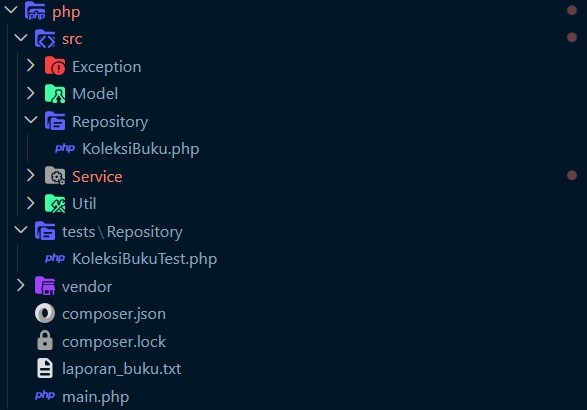 php
src
Exception
Model
Repository
php KoleksiBuku.php
Service
Util
tests\Repository
php KoleksiBukuTest.php
vendor
composer.json
composer.lock
laporan_buku.txt
php main.php